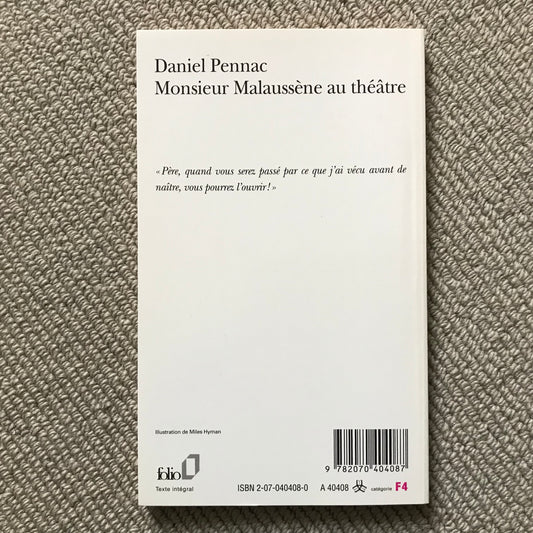 Daniel Pennac
Monsieur Malaussène au théâtre
« Père, quand vous serez passé par ce que j'ai vécu avant de
naître, vous pourrez l'ouvrir ! »
Illustration de Miles Hyman
9 782070 404087
folio
Texte intégral
ISBN 2-07-040408-0 A 40408 catégorie F4